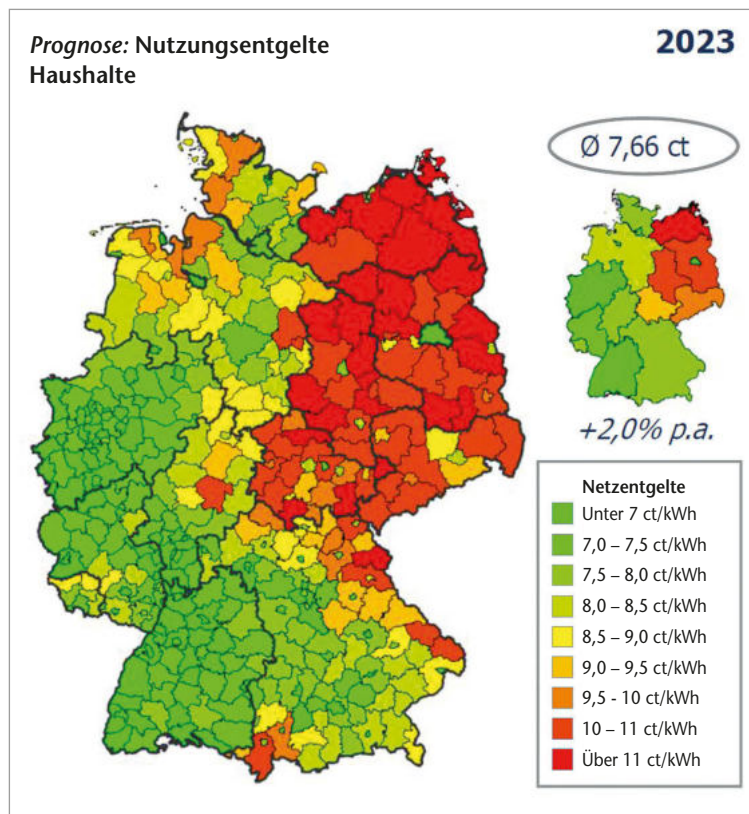 Prognose: Nutzungsentgelte
Haushalte
2023
Ø 7,66 ct
+2,0% p.a.
Netzentgelte
Unter 7 ct/kWh
7,0 – 7,5 ct/kWh
7,5 – 8,0 ct/kWh
8,0 – 8,5 ct/kWh
8,5 – 9,0 ct/kWh
9,0 – 9,5 ct/kWh
9,5 - 10 ct/kWh
10 – 11 ct/kWh
Über 11 ct/kWh